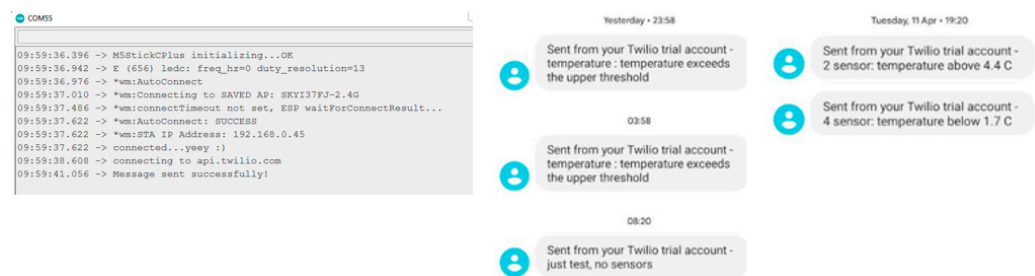 COM55
09:59:36.396 -> M5StickCPlus initializing...OK
09:59:36.942 -> E (656) ledc: freq_hz=0 duty_resolution=13
09:59:36.976 -> *wm:AutoConnect
09:59:37.010 -> *wm:Connecting to SAVED AP: SKYI37FJ-2.4G
09:59:37.486 -> *wm:connectTimeout not set, ESP waitForConnectResult...
09:59:37.622 -> *wm:AutoConnect: SUCCESS
09:59:37.622 -> *wm:STA IP Address: 192.168.0.45
09:59:37.622 -> connected...yeey :)
09:59:38.608 -> connecting to api.twilio.com
09:59:41.056 -> Message sent successfully!
Yesterday • 23:58
Sent from your Twilio trial account -
temperature : temperature exceeds
the upper threshold
03:58
Sent from your Twilio trial account -
temperature : temperature exceeds
the upper threshold
08:20
Sent from your Twilio trial account -
just test, no sensors
Tuesday, 11 Apr • 19:20
Sent from your Twilio trial account -
2 sensor: temperature above 4.4 C
Sent from your Twilio trial account -
4 sensor: temperature below 1.7 C